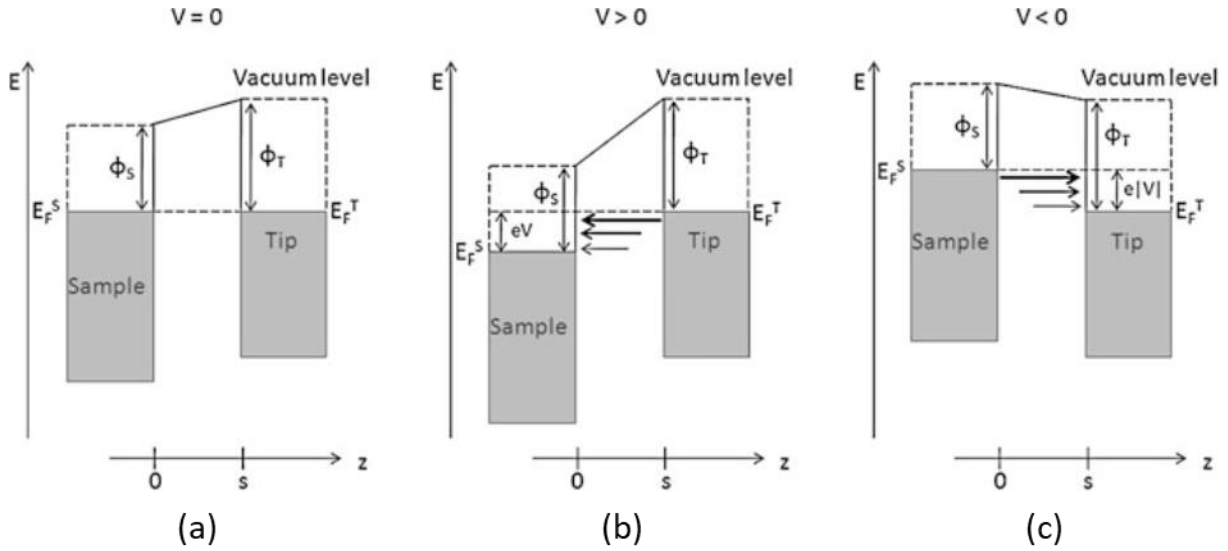 V = 0
E
Vacuum level
ϕS
ϕT
EFS
EFT
Sample
Tip
0
s
z
(a)
V > 0
E
Vacuum level
ϕS
ϕT
EFT
eV
EFS
Tip
Sample
0
s
z
(b)
V < 0
E
Vacuum level
ϕS
ϕT
EFS
e|V|
EFT
Sample
Tip
0
s
z
(c)